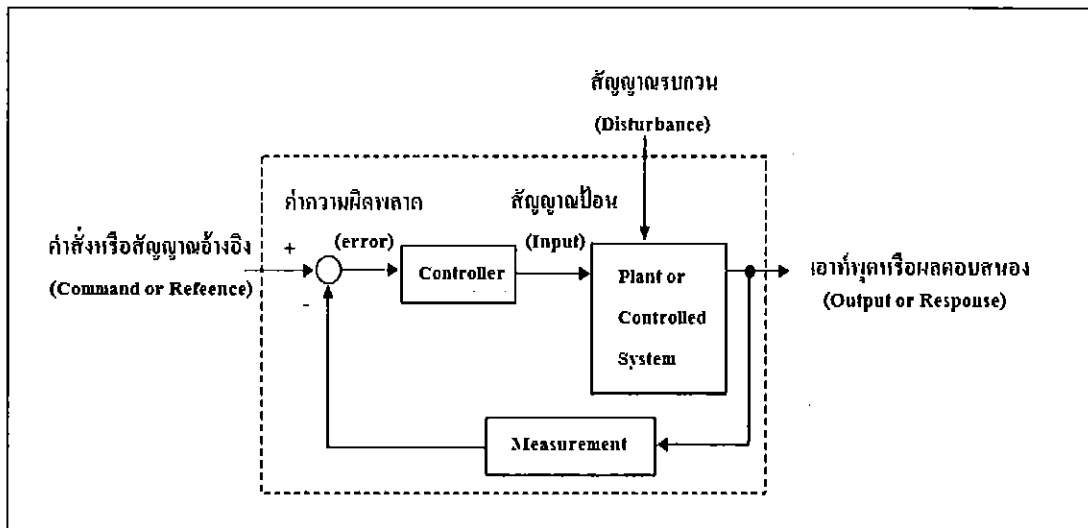 สัญญาณรบกวน
(Disturbance)
ค่าความผิดพลาด
สัญญาณป้อน
คำสั่งหรือสัญญาณอ้างอิง
+
(error)
(Input)
(Command or Refeence)
-
Controller
Plant or
Controlled
System
เอาท์พุตหรือผลตอบสนอง
(Output or Response)
Measurement